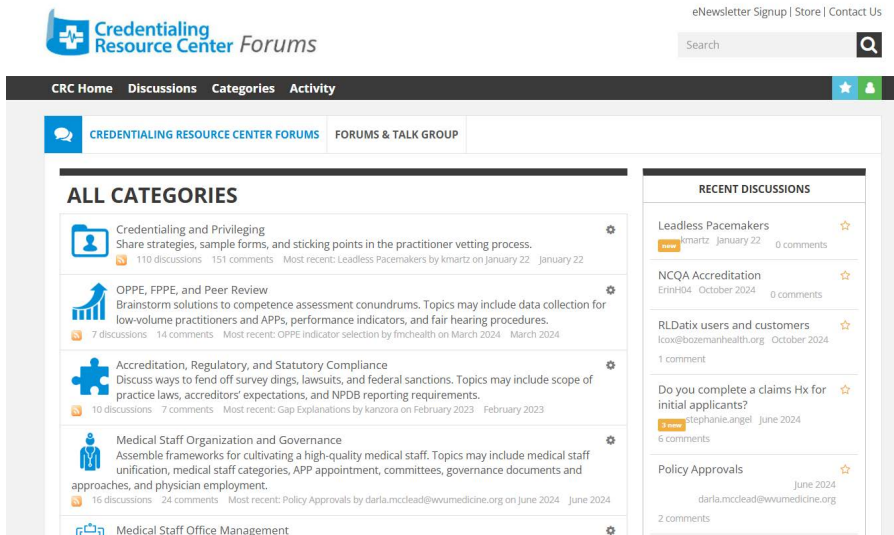 eNewsletter Signup | Store | Contact Us
Credentialing
Resource Center Forums
Search
CRC Home Discussions Categories Activity
CREDENTIALING RESOURCE CENTER FORUMS FORUMS & TALK GROUP
ALL CATEGORIES
Credentialing and Privileging
Share strategies, sample forms, and sticking points in the practitioner vetting process.
110 discussions 151 comments Most recent: Leadless Pacemakers by kmartz on January 22 January 22
OPPE, FPPE, and Peer Review
Brainstorm solutions to competence assessment conundrums. Topics may include data collection for
low-volume practitioners and APPs, performance indicators, and fair hearing procedures.
7 discussions 14 comments Most recent: OPPE indicator selection by fmchealth on March 2024 March 2024
Accreditation, Regulatory, and Statutory Compliance
Discuss ways to fend off survey dings, lawsuits, and federal sanctions. Topics may include scope of
practice laws, accreditors' expectations, and NPDB reporting requirements.
10 discussions 7 comments Most recent: Gap Explanations by kanzora on February 2023 February 2023
Medical Staff Organization and Governance
Assemble frameworks for cultivating a high-quality medical staff. Topics may include medical staff
unification, medical staff categories, APP appointment, committees, governance documents and
approaches, and physician employment.
16 discussions 24 comments Most recent: Policy Approvals by darla.mcclead@wvumedicine.org on June 2024 June 2024
Medical Staff Office Management
RECENT DISCUSSIONS
Leadless Pacemakers
new kmartz January 22 0 comments
NCQA Accreditation
ErinH04 October 2024 0 comments
RLDatix users and customers
lcox@bozemanhealth.org October 2024
1 comment
Do you complete a claims Hx for
initial applicants?
3 new stephanie.angel June 2024
6 comments
Policy Approvals
June 2024
darla.mcclead@wvumedicine.org
2 comments